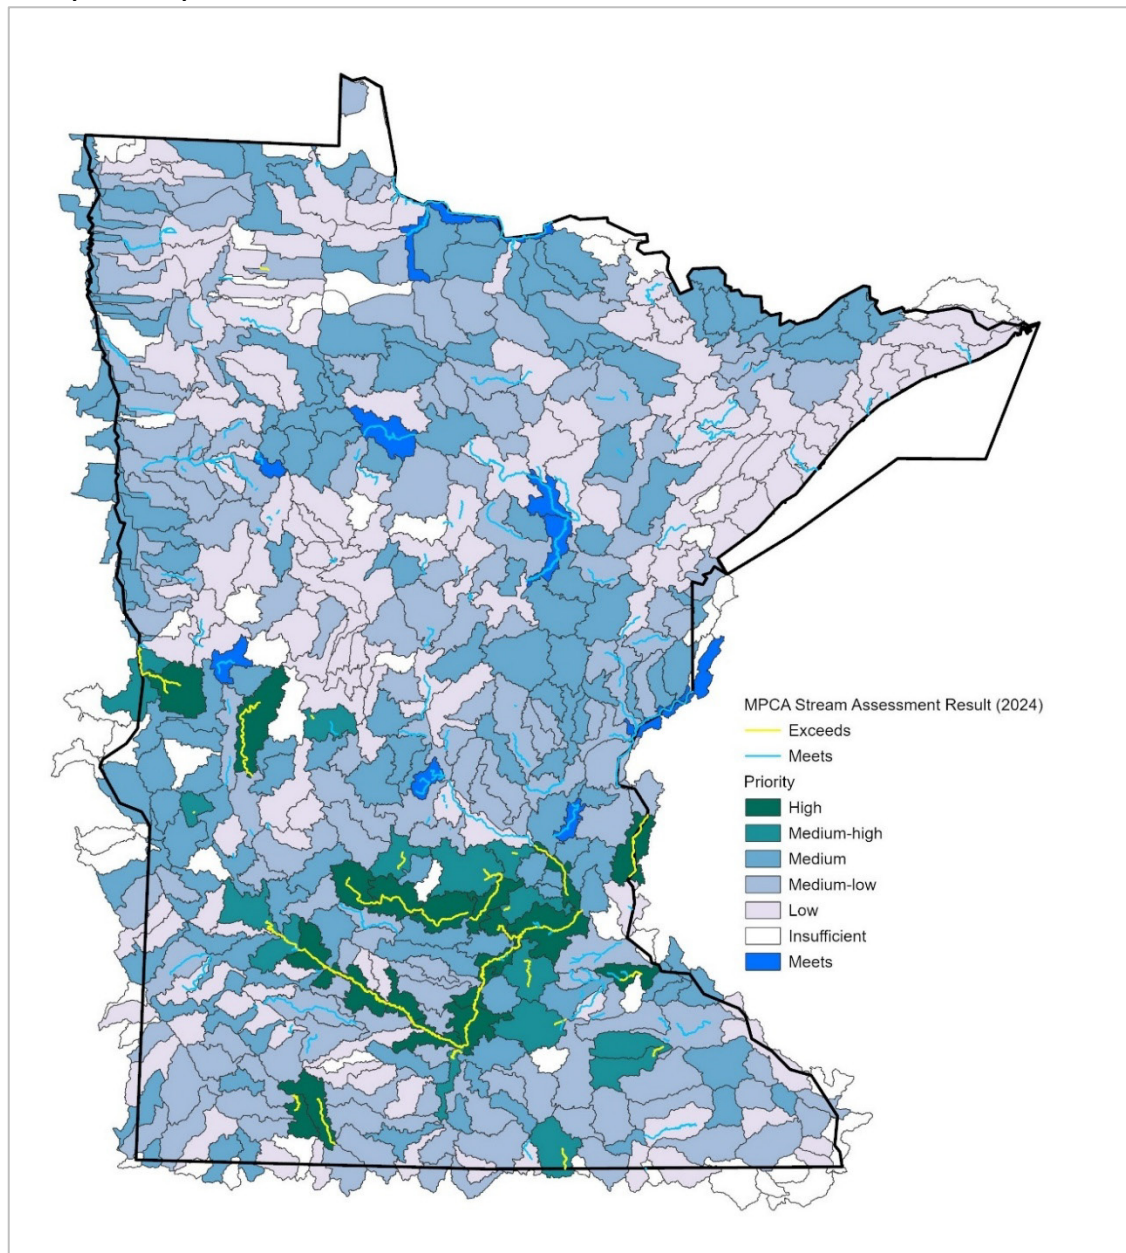 MPCA Stream Assessment Result (2024)
Exceeds
Meets
Priority
High
Medium-high
Medium
Medium-low
Low
Insufficient
Meets